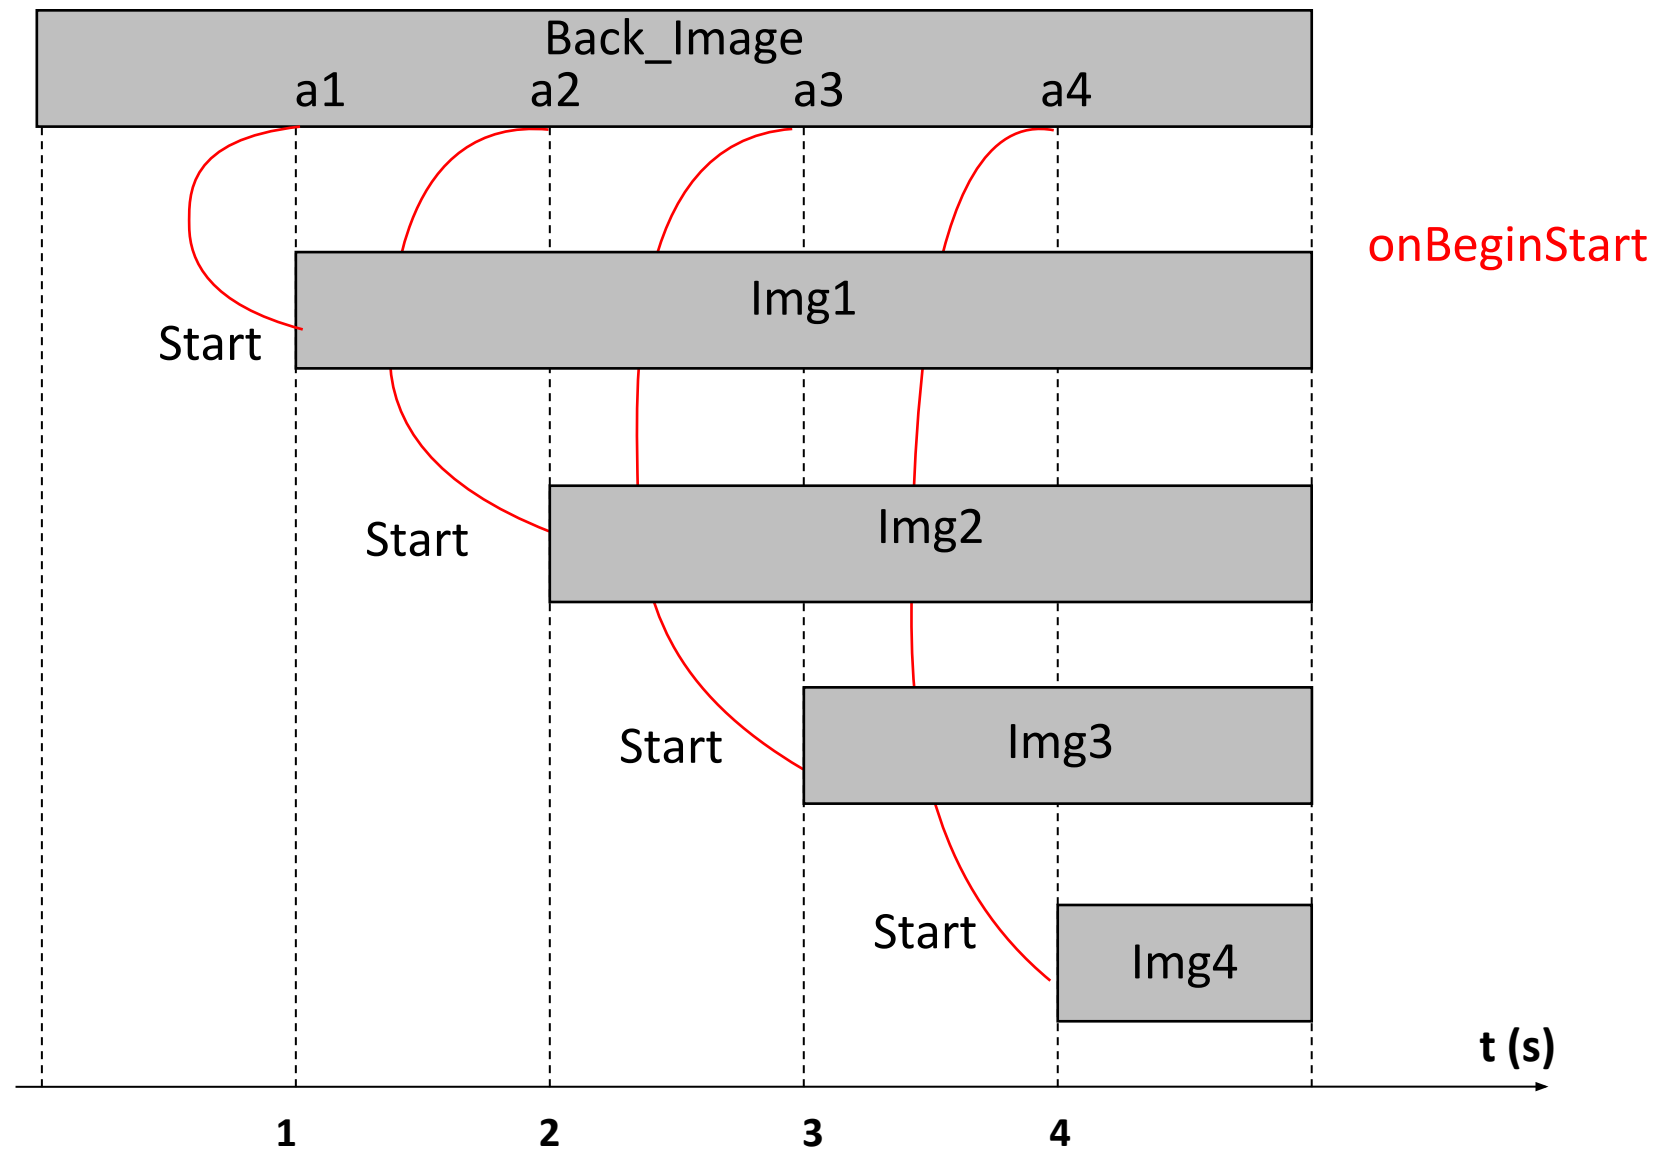 Back_Image
a1 a2 a3 a4
onBeginStart
Img1
Start
Img2
Start
Img3
Start
Start
Img4
t (s)
1 2 3 4